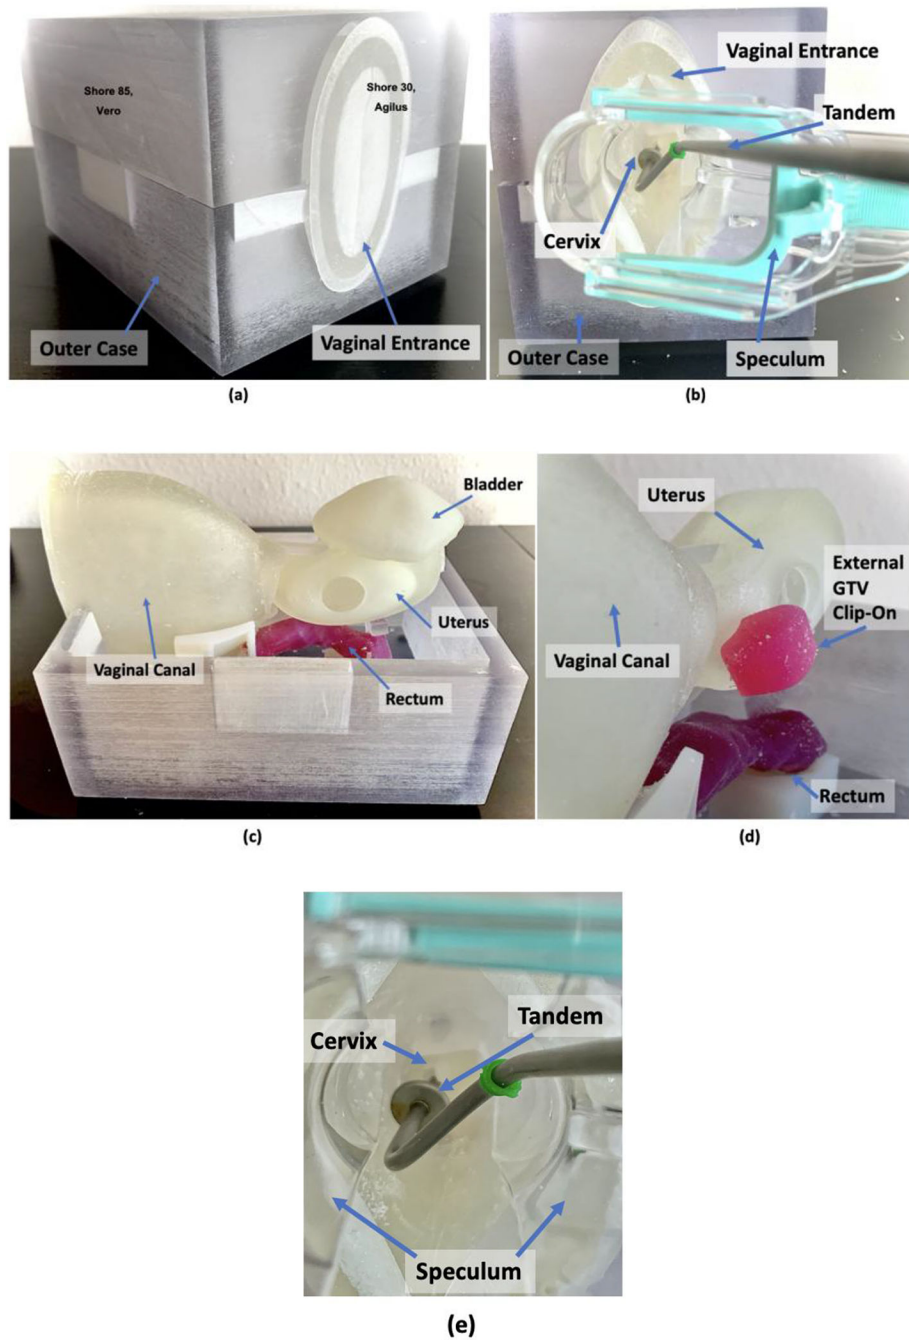 Shore 85,
Vero
Shore 30,
Agilus
Outer Case
Vaginal Entrance
(a)
Vaginal Entrance
Tandem
Cervix
Outer Case
Speculum
(b)
Bladder
Uterus
Vaginal Canal
Rectum
(c)
Uterus
External
GTV
Clip-On
Vaginal Canal
Rectum
(d)
Tandem
Cervix
Speculum
(e)